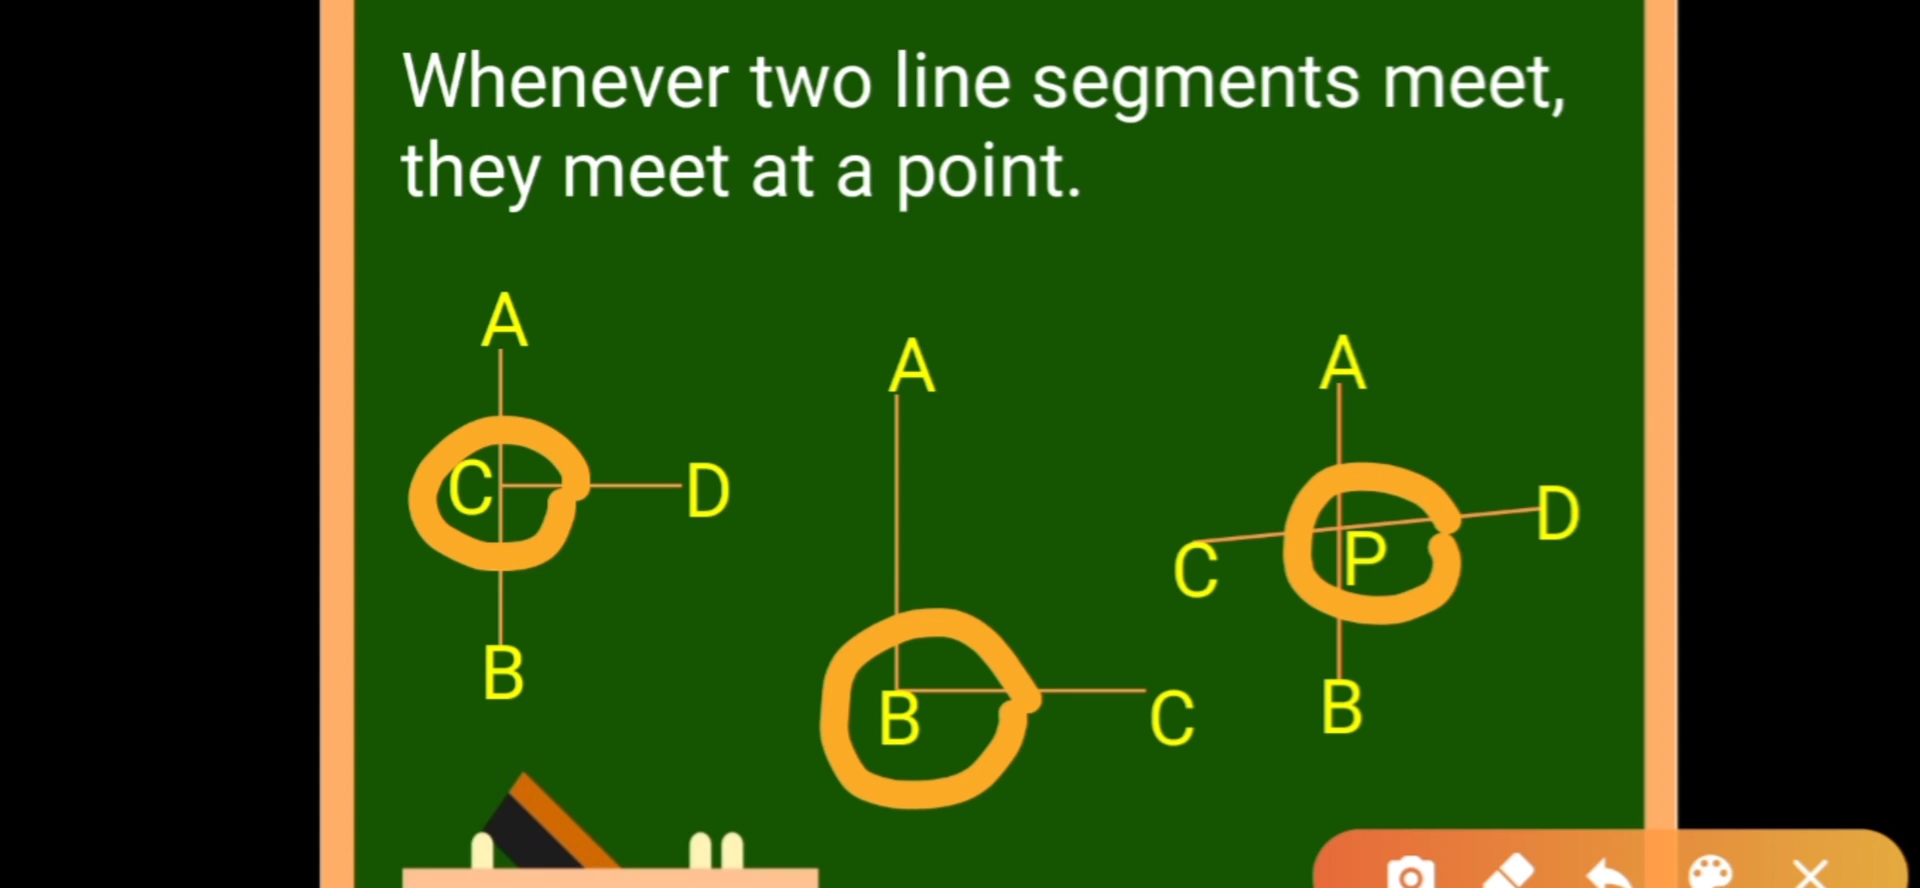 Whenever two line segments meet,
they meet at a point.
A
C
D
B
A
B
C
A
C
P
D
B